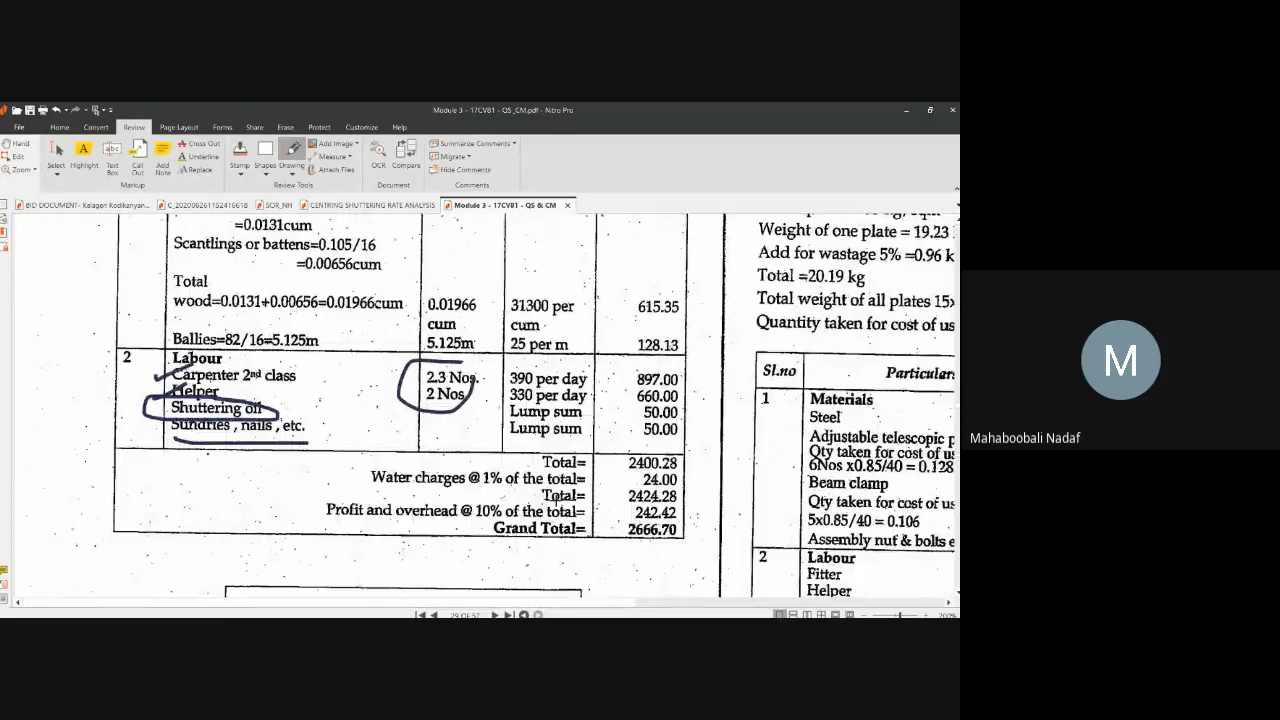 Module 3 - 17CV81 - QS_CM.pdf - Nitro Pro
File Home Convert Review Page Layout Forms Share Erase Protect Customize Help
Hand
Edit
Zoom
Select
Highlight
Text Box
Call Out
Add Note
Cross Out
Underline
Replace
Markup
Stamp
Shapes
Drawing
Add Image
Measure
Attach Files
Review Tools
OCR
Compare
Document
Summarize Comments
Migrate
Hide Comments
Comments
BID DOCUMENT- Kelageri Kodikanyan...
C_202006261152416618
SOR_NH
CENTRING SHUTTERING RATE ANALYSIS
Module 3 - 17CV81 - QS & CM
=0.0131cum
Scantlings or battens=0.105/16
=0.00656cum
Total
wood=0.0131+0.00656=0.01966cum 0.01966 cum 31300 per cum 615.35
Ballies=82/16=5.125m 5.125m 25 per m 128.13
2 Labour
Carpenter 2nd class 2.3 Nos. 390 per day 897.00
Helper 2 Nos 330 per day 660.00
Shuttering oil Lump sum 50.00
Sundries , nails , etc. Lump sum 50.00
Total= 2400.28
Water charges @ 1% of the total= 24.00
Total= 2424.28
Profit and overhead @ 10% of the total= 242.42
Grand Total= 2666.70
Weight of one plate = 19.23
Add for wastage 5% =0.96 k
Total =20.19 kg
Total weight of all plates 15x
Quantity taken for cost of us
Sl.no Particulars
1 Materials
Steel
Adjustable telescopic p
Qty taken for cost of us
6Nos x0.85/40 = 0.128
Beam clamp
Qty taken for cost of us
5x0.85/40 = 0.106
Assembly nut & bolts e
2 Labour
Fitter
Helper
29 OF 57
200%
M
Mahaboobali Nadaf